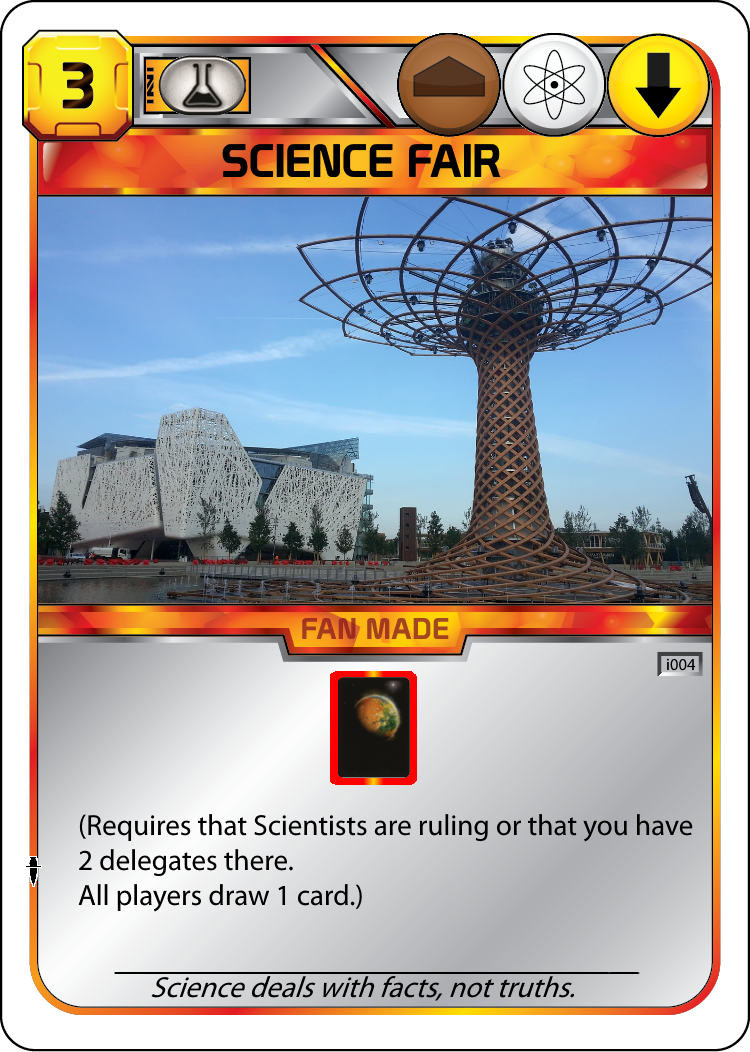 3
SCIENCE FAIR
FAN MADE
i004
(Requires that Scientists are ruling or that you have
2 delegates there.
All players draw 1 card.)
Science deals with facts, not truths.